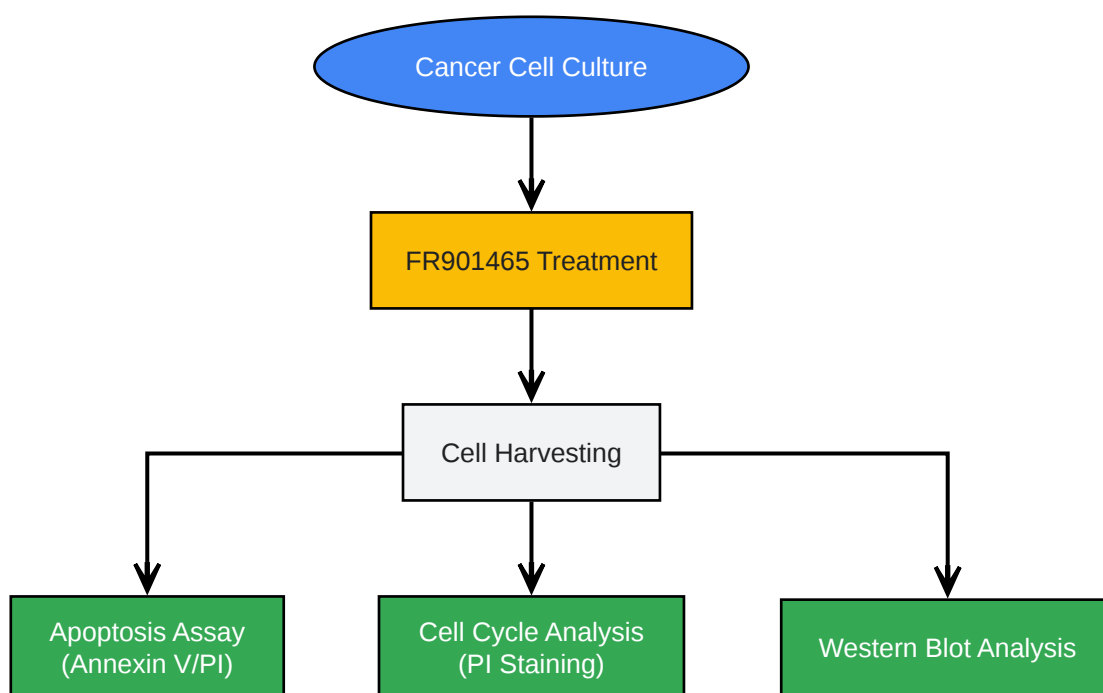 Cancer Cell Culture
FR901465 Treatment
Cell Harvesting
Apoptosis Assay
(Annexin V/PI)
Cell Cycle Analysis
(PI Staining)
Western Blot Analysis